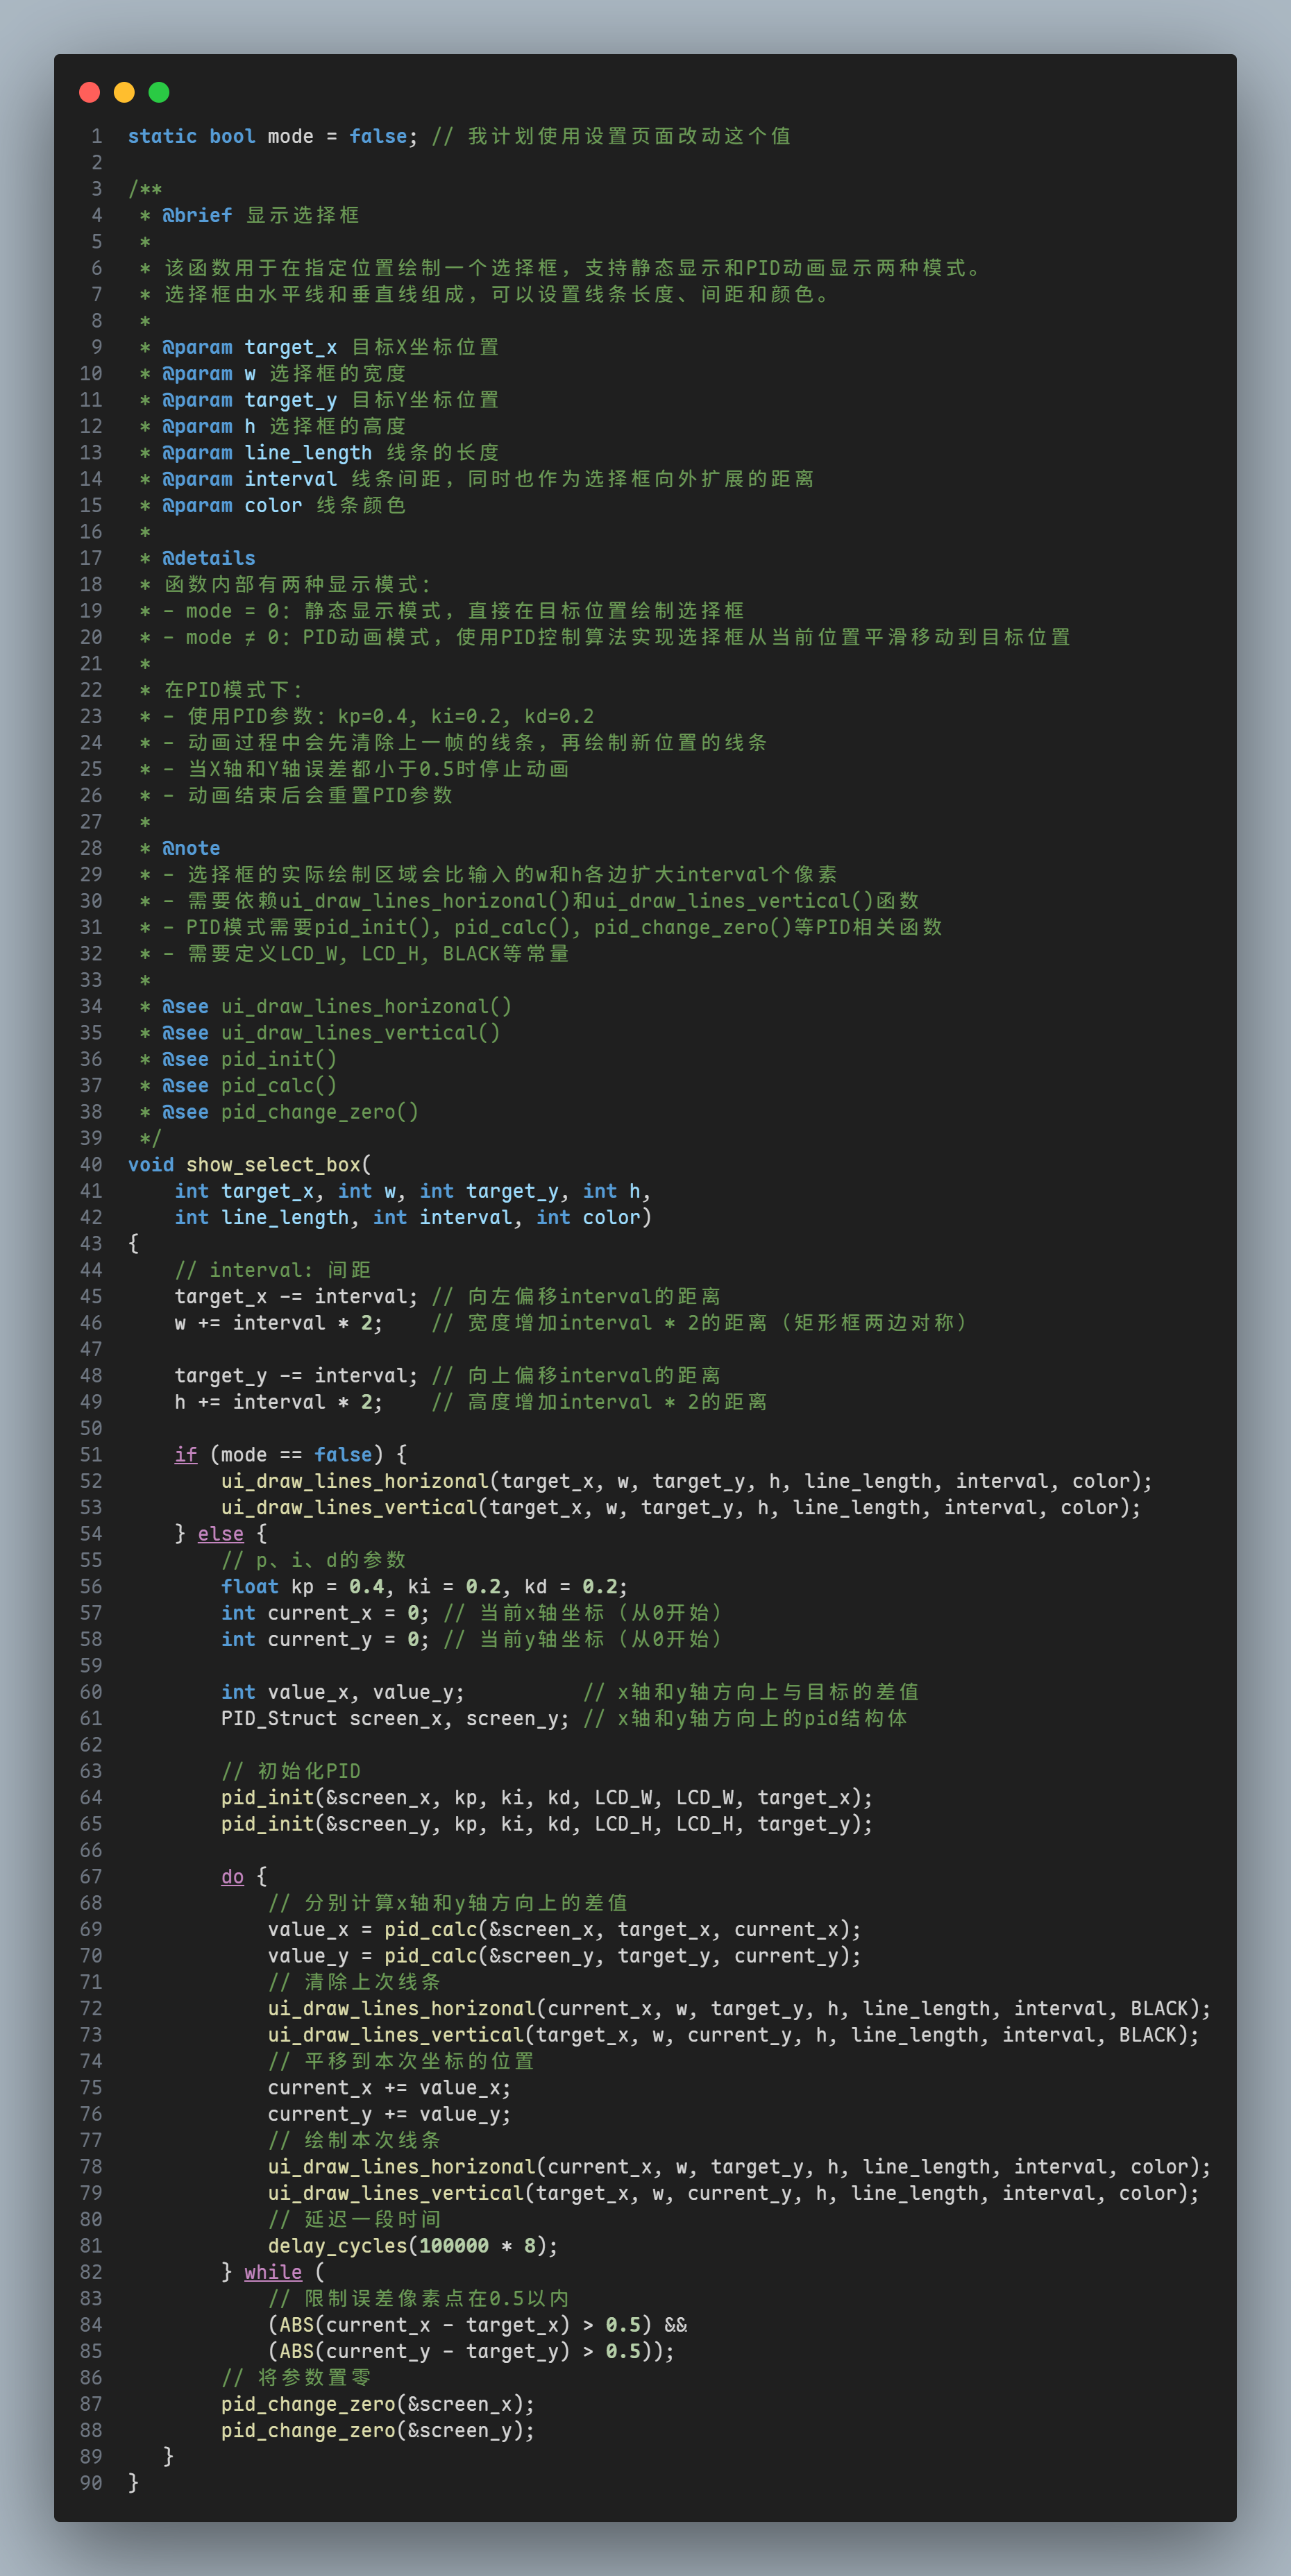 1 static bool mode = false; // 我计划使用设置页面改动这个值
2
3 /**
4  * @brief 显示选择框
5  *
6  * 该函数用于在指定位置绘制一个选择框，支持静态显示和PID动画显示两种模式。
7  * 选择框由水平线和垂直线组成，可以设置线条长度、间距和颜色。
8  *
9  * @param target_x 目标X坐标位置
10  * @param w 选择框的宽度
11  * @param target_y 目标Y坐标位置
12  * @param h 选择框的高度
13  * @param line_length 线条的长度
14  * @param interval 线条间距，同时也作为选择框向外扩展的距离
15  * @param color 线条颜色
16  *
17  * @details
18  * 函数内部有两种显示模式：
19  * - mode = 0: 静态显示模式，直接在目标位置绘制选择框
20  * - mode ≠ 0: PID动画模式，使用PID控制算法实现选择框从当前位置平滑移动到目标位置
21  *
22  * 在PID模式下：
23  * - 使用PID参数：kp=0.4, ki=0.2, kd=0.2
24  * - 动画过程中会先清除上一帧的线条，再绘制新位置的线条
25  * - 当X轴和Y轴误差都小于0.5时停止动画
26  * - 动画结束后会重置PID参数
27  *
28  * @note
29  * - 选择框的实际绘制区域会比输入的w和h各边扩大interval个像素
30  * - 需要依赖ui_draw_lines_horizonal()和ui_draw_lines_vertical()函数
31  * - PID模式需要pid_init(), pid_calc(), pid_change_zero()等PID相关函数
32  * - 需要定义LCD_W, LCD_H, BLACK等常量
33  *
34  * @see ui_draw_lines_horizonal()
35  * @see ui_draw_lines_vertical()
36  * @see pid_init()
37  * @see pid_calc()
38  * @see pid_change_zero()
39  */
40 void show_select_box(
41     int target_x, int w, int target_y, int h,
42     int line_length, int interval, int color)
43 {
44     // interval: 间距
45     target_x -= interval; // 向左偏移interval的距离
46     w += interval * 2;    // 宽度增加interval * 2的距离（矩形框两边对称）
47
48     target_y -= interval; // 向上偏移interval的距离
49     h += interval * 2;    // 高度增加interval * 2的距离
50
51     if (mode == false) {
52         ui_draw_lines_horizonal(target_x, w, target_y, h, line_length, interval, color);
53         ui_draw_lines_vertical(target_x, w, target_y, h, line_length, interval, color);
54     } else {
55         // p、i、d的参数
56         float kp = 0.4, ki = 0.2, kd = 0.2;
57         int current_x = 0; // 当前x轴坐标（从0开始）
58         int current_y = 0; // 当前y轴坐标（从0开始）
59
60         int value_x, value_y;          // x轴和y轴方向上与目标的差值
61         PID_Struct screen_x, screen_y; // x轴和y轴方向上的pid结构体
62
63         // 初始化PID
64         pid_init(&screen_x, kp, ki, kd, LCD_W, LCD_W, target_x);
65         pid_init(&screen_y, kp, ki, kd, LCD_H, LCD_H, target_y);
66
67         do {
68             // 分别计算x轴和y轴方向上的差值
69             value_x = pid_calc(&screen_x, target_x, current_x);
70             value_y = pid_calc(&screen_y, target_y, current_y);
71             // 清除上次线条
72             ui_draw_lines_horizonal(current_x, w, target_y, h, line_length, interval, BLACK);
73             ui_draw_lines_vertical(target_x, w, current_y, h, line_length, interval, BLACK);
74             // 平移到本次坐标的位置
75             current_x += value_x;
76             current_y += value_y;
77             // 绘制本次线条
78             ui_draw_lines_horizonal(current_x, w, target_y, h, line_length, interval, color);
79             ui_draw_lines_vertical(target_x, w, current_y, h, line_length, interval, color);
80             // 延迟一段时间
81             delay_cycles(100000 * 8);
82         } while (
83             // 限制误差像素点在0.5以内
84             (ABS(current_x - target_x) > 0.5) &&
85             (ABS(current_y - target_y) > 0.5));
86         // 将参数置零
87         pid_change_zero(&screen_x);
88         pid_change_zero(&screen_y);
89    }
90 }